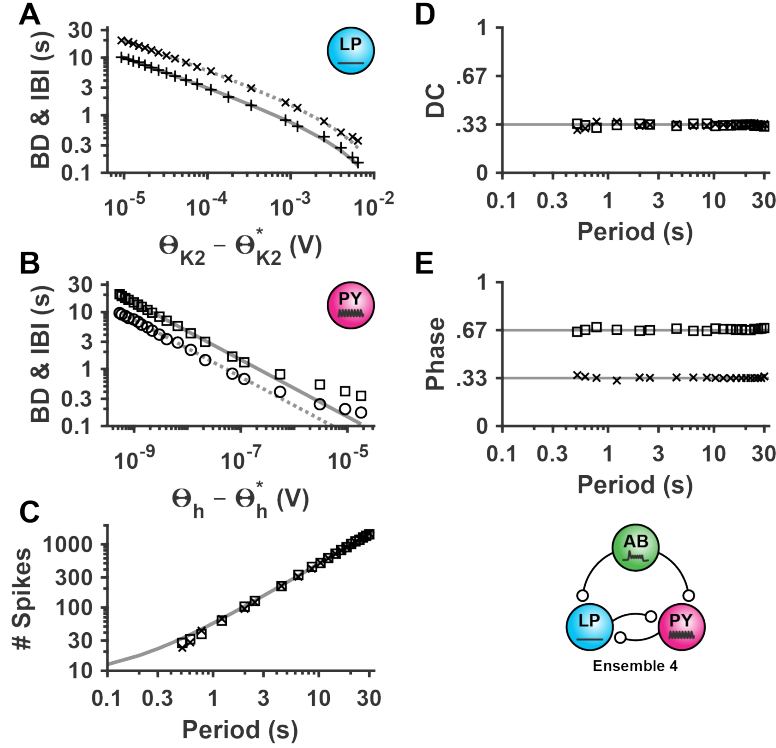 A
BD & IBI (s)
30
10
3
1
0.3
0.1
LP
10⁻⁵ 10⁻⁴ 10⁻³ 10⁻²
Θ_K2 − Θ*_K2 (V)
B
BD & IBI (s)
30
10
3
1
0.3
0.1
PY
10⁻⁹ 10⁻⁷ 10⁻⁵
Θ_h − Θ*_h (V)
C
# Spikes
1000
300
100
30
10
0.1 0.3 1 3 10 30
Period (s)
D
DC
1
.67
.33
0
0.1 0.3 1 3 10 30
Period (s)
E
Phase
1
.67
.33
0
0.1 0.3 1 3 10 30
Period (s)
AB
LP PY
Ensemble 4